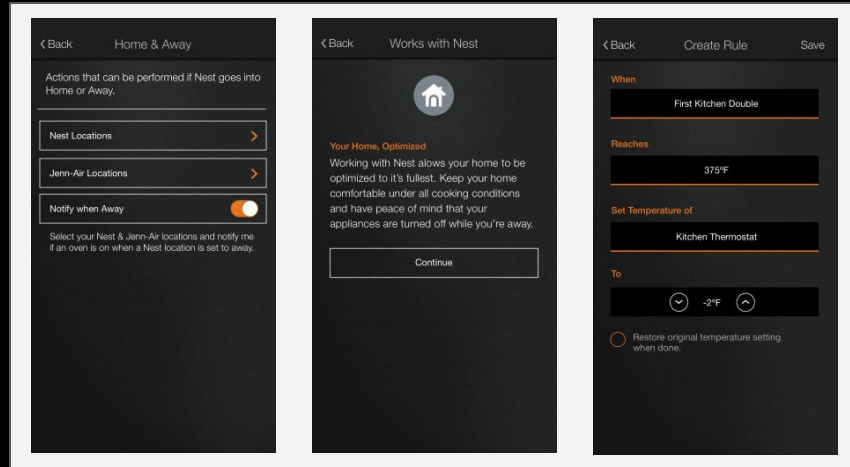 Back
Home & Away
Actions that can be performed if Nest goes into
Home or Away.
Nest Locations
Jenn-Air Locations
Notify when Away
Select your Nest & Jenn-Air locations and notify me
if an oven is on when a Nest location is set to away.
Back
Works with Nest
Your Home, Optimized
Working with Nest alows your home to be
optimized to it's fullest. Keep your home
comfortable under all cooking conditions
and have peace of mind that your
appliances are turned off while you're away.
Continue
Back
Create Rule
Save
When
First Kitchen Double
Reaches
375ºF
Set Temperature of
Kitchen Thermostat
To
-2ºF
Restore original temperature setting
when done.